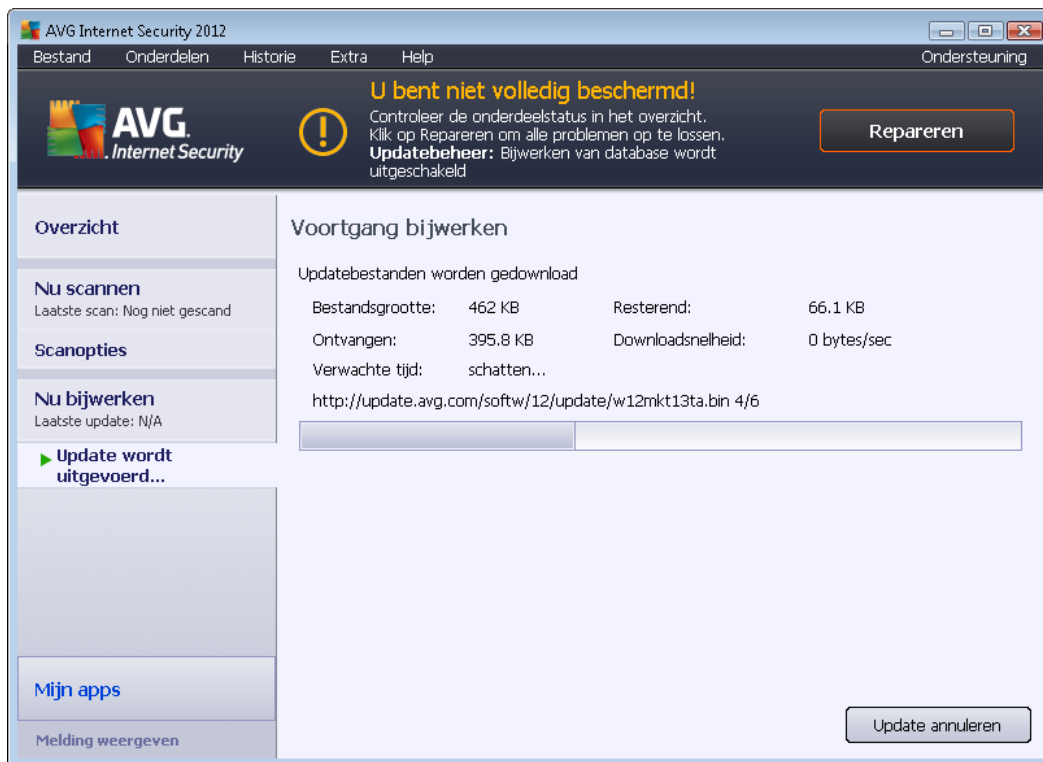 AVG Internet Security 2012
Bestand Onderdelen Historie Extra Help Ondersteuning
AVG.
Internet Security
U bent niet volledig beschermd!
Controleer de onderdeelstatus in het overzicht.
Klik op Repareren om alle problemen op te lossen.
Updatebeheer: Bijwerken van database wordt
uitgeschakeld
Repareren
Overzicht
Nu scannen
Laatste scan: Nog niet gescand
Scanopties
Nu bijwerken
Laatste update: N/A
Update wordt
uitgevoerd...
Mijn apps
Melding weergeven
Voortgang bijwerken
Updatebestanden worden gedownload
Bestandsgrootte: 462 KB Resterend: 66.1 KB
Ontvangen: 395.8 KB Downloadsnelheid: 0 bytes/sec
Verwachte tijd: schatten...
http://update.avg.com/softw/12/update/w12mkt13ta.bin 4/6
Update annuleren